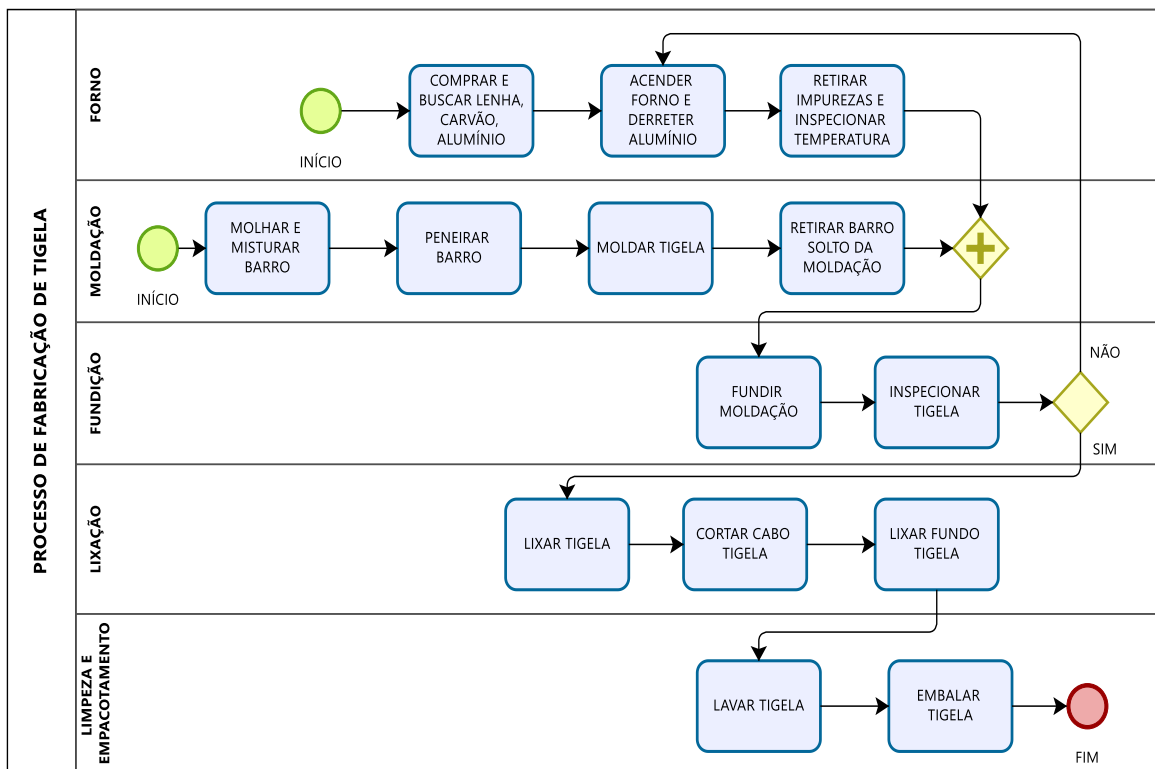 PROCESSO DE FABRICAÇÃO DE TIGELA
FORNO
INÍCIO
COMPRAR E
BUSCAR LENHA,
CARVÃO,
ALUMÍNIO
ACENDER
FORNO E
DERRETER
ALUMÍNIO
RETIRAR
IMPUREZAS E
INSPECIONAR
TEMPERATURA
MOLDAÇÃO
INÍCIO
MOLHAR E
MISTURAR
BARRO
PENEIRAR
BARRO
MOLDAR TIGELA
RETIRAR BARRO
SOLTO DA
MOLDAÇÃO
FUNDIÇÃO
FUNDIR
MOLDAÇÃO
INSPECIONAR
TIGELA
NÃO
SIM
LIXAÇÃO
LIXAR TIGELA
CORTAR CABO
TIGELA
LIXAR FUNDO
TIGELA
LIMPEZA E
EMPACOTAMENTO
LAVAR TIGELA
EMBALAR
TIGELA
FIM